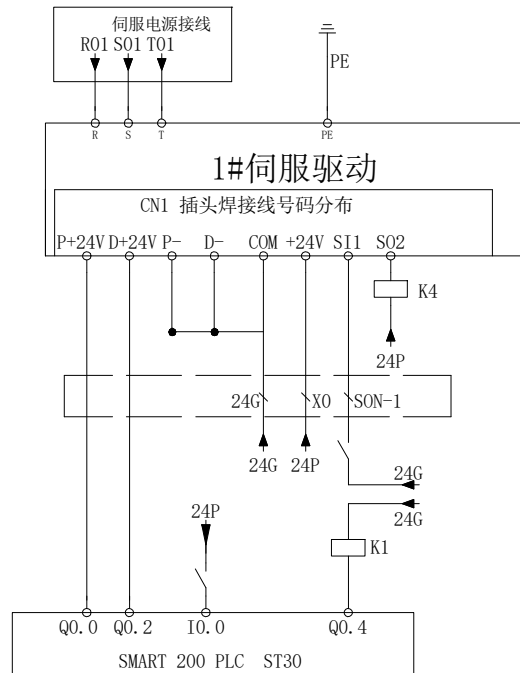 伺服电源接线
R01 S01 T01
PE
R S T PE
1#伺服驱动
CN1 插头焊接线号码分布
P+24V D+24V P- D- COM +24V SI1 SO2
K4
24P
24G X0 SON-1
24G 24P
24G
24P 24G
K1
Q0.0 Q0.2 I0.0 Q0.4
SMART 200 PLC ST30